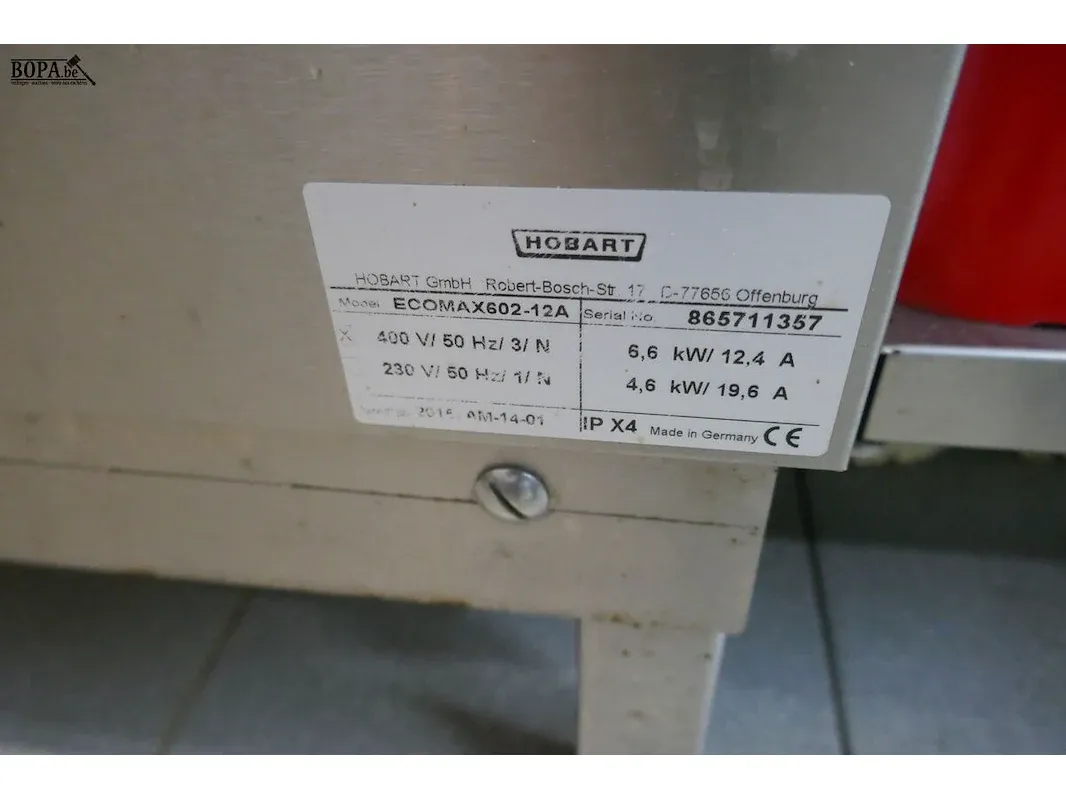 BOPA.be
HOBART
HOBART GmbH Robert-Bosch-Str. 17 D-77656 Offenburg
Model ECOMAX602-12A Serial No 865711357
X 400 V/ 50 Hz/ 3/ N 6,6 kW/ 12,4 A
230 V/ 50 Hz/ 1/ N 4,6 kW/ 19,6 A
AM-14-01 IP X4 Made in Germany CE